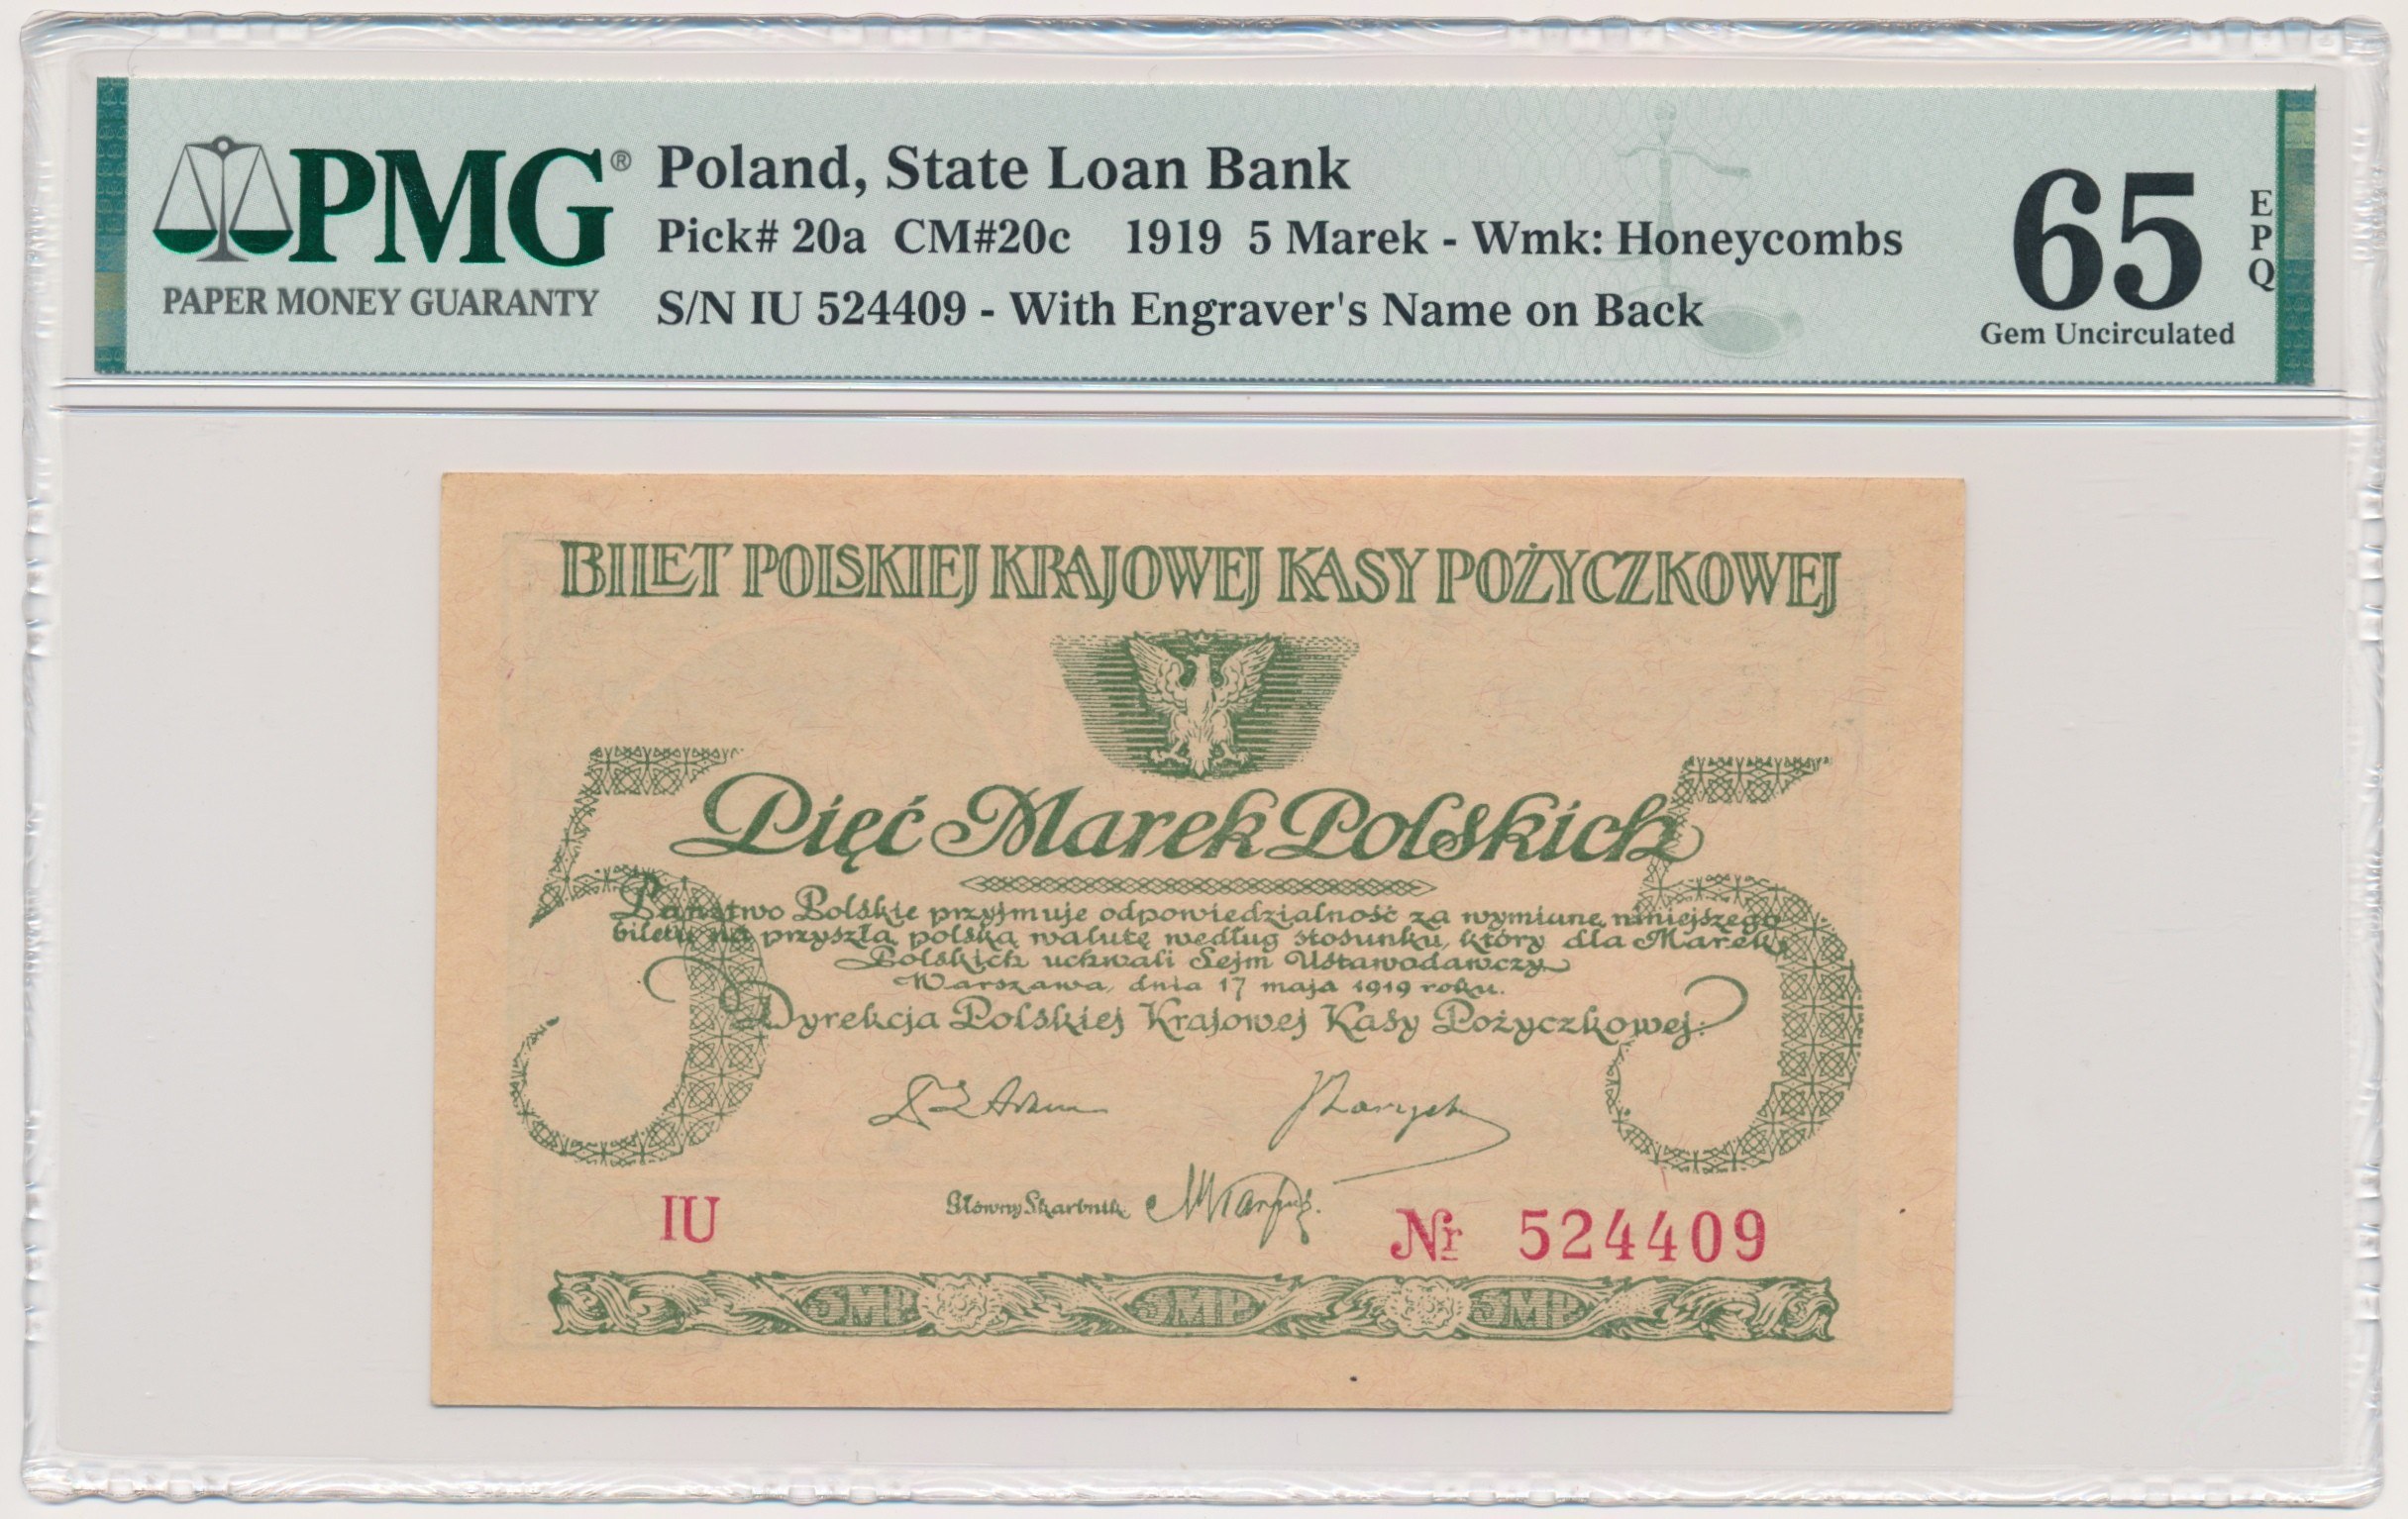 PMG®
PAPER MONEY GUARANTY
Poland, State Loan Bank
Pick# 20a CM#20c 1919 5 Marek - Wmk: Honeycombs
S/N IU 524409 - With Engraver's Name on Back
65
EPQ
Gem Uncirculated
BILET POLSKIEJ KRAJOWEJ KASY POŻYCZKOWEJ
5 5
Pięć Marek Polskich
Państwo Polskie przyjmuje odpowiedzialność za wymianę niniejszego
biletu na przyszłą polską walutę według stosunku, który dla Marek
Polskich uchwali Sejm Ustawodawczy
Warszawa, dnia 17 maja 1919 roku.
Dyrekcja Polskiej Krajowej Kasy Pożyczkowej:
Główny Skarbnik
IU
Nr 524409
5MP 5MP 5MP